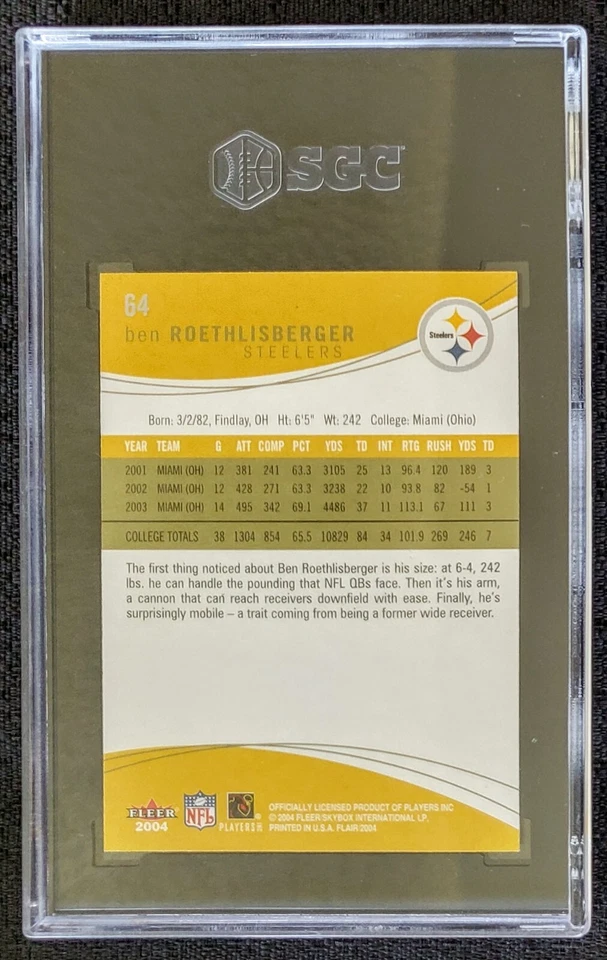 SGC
64
ben ROETHLISBERGER
STEELERS
Steelers
Born: 3/2/82, Findlay, OH Ht: 6'5" Wt: 242 College: Miami (Ohio)
YEAR TEAM G ATT COMP PCT YDS TD INT RTG RUSH YDS TD
2001 MIAMI (OH) 12 381 241 63.3 3105 25 13 96.4 120 189 3
2002 MIAMI (OH) 12 428 271 63.3 3238 22 10 93.8 82 -54 1
2003 MIAMI (OH) 14 495 342 69.1 4486 37 11 113.1 67 111 3
COLLEGE TOTALS 38 1304 854 65.5 10829 84 34 101.9 269 246 7
The first thing noticed about Ben Roethlisberger is his size: at 6-4, 242
lbs. he can handle the pounding that NFL QBs face. Then it's his arm,
a cannon that can reach receivers downfield with ease. Finally, he's
surprisingly mobile – a trait coming from being a former wide receiver.
FLEER
2004
NFL
PLAYERS INC
OFFICIALLY LICENSED PRODUCT OF PLAYERS INC
© 2004 FLEER/SKYBOX INTERNATIONAL LP.
PRINTED IN U.S.A. FLAIR/2004